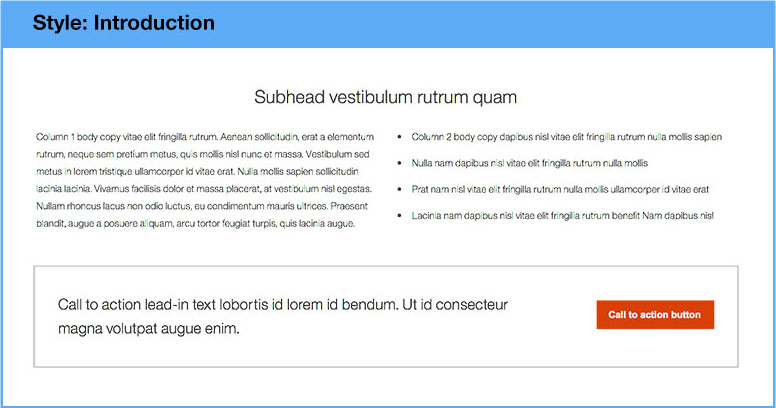 Style: Introduction
Subhead vestibulum rutrum quam
Column 1 body copy vitae elit fringilla rutrum. Aenean sollicitudin, erat a elementum
rutrum, neque sem pretium metus, quis mollis nisl nunc et massa. Vestibulum sed
metus in lorem tristique ullamcorper id vitae erat. Nulla mollis sapien sollicitudin
lacinia lacinia. Vivamus facilisis dolor et massa placerat, at vestibulum nisl egestas.
Nullam rhoncus lacus non odio luctus, eu condimentum mauris ultrices. Praesent
blandit, augue a posuere aliquam, arcu tortor feugiat turpis, quis lacinia augue.
• Column 2 body copy dapibus nisl vitae elit fringilla rutrum nulla mollis sapien
• Nulla nam dapibus nisl vitae elit fringilla rutrum nulla mollis
• Prat nam nisl vitae elit fringilla rutrum nulla mollis ullamcorper id vitae erat
• Lacinia nam dapibus nisl vitae elit fringilla rutrum benefit Nam dapibus nisl
Call to action lead-in text lobortis id lorem id bendum. Ut id consecteur
magna volutpat augue enim.
Call to action button